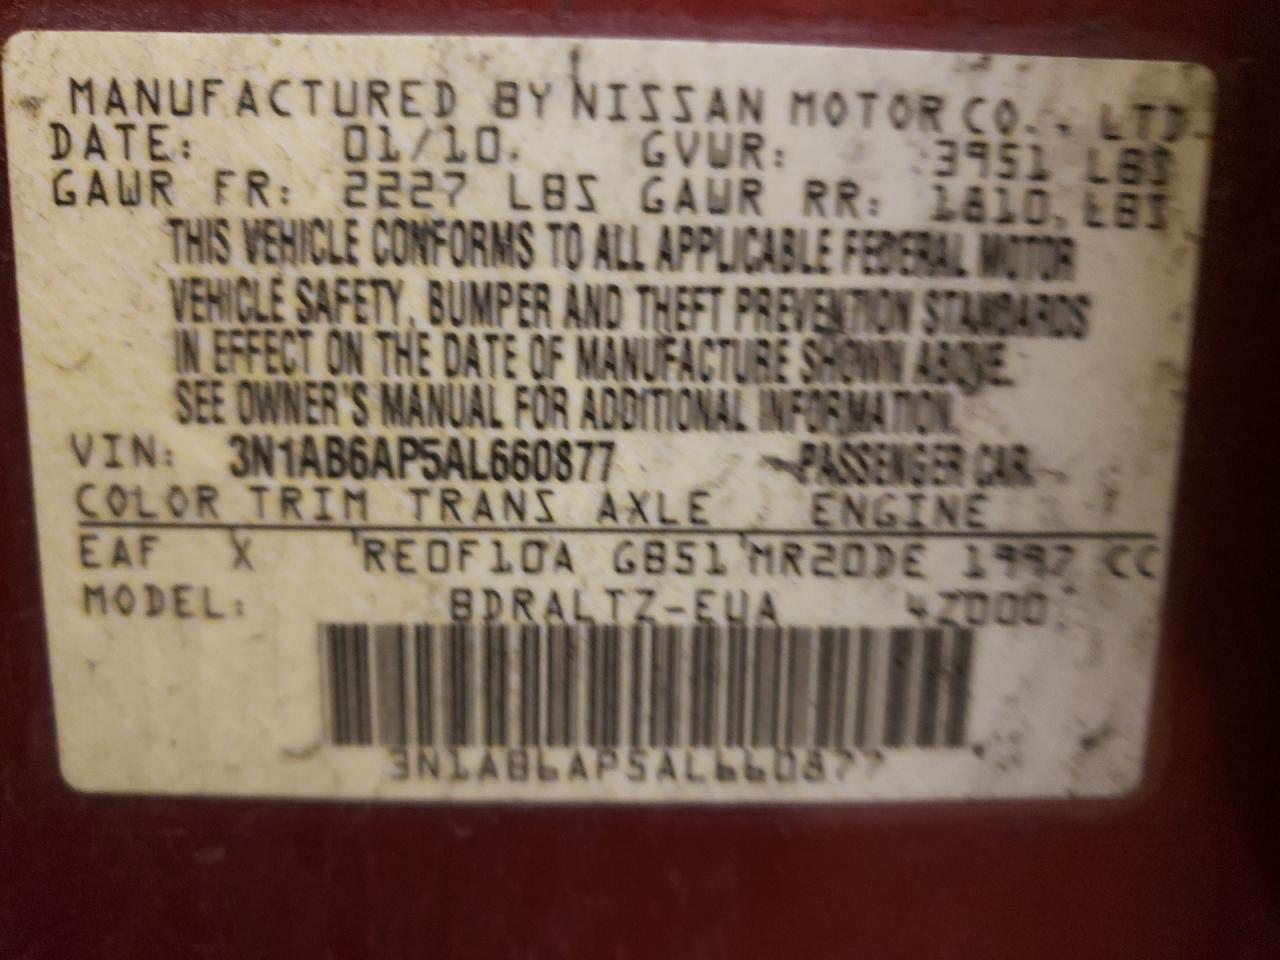 MANUFACTURED BY NISSAN MOTOR CO., LTD.
DATE: 01/10. GVWR: 3951 LBS
GAWR FR: 2227 LBS GAWR RR: 1810 LBS
THIS VEHICLE CONFORMS TO ALL APPLICABLE FEDERAL MOTOR
VEHICLE SAFETY, BUMPER AND THEFT PREVENTION STANDARDS
IN EFFECT ON THE DATE OF MANUFACTURE SHOWN ABOVE.
SEE OWNER'S MANUAL FOR ADDITIONAL INFORMATION.
VIN: 3N1AB6AP5AL660877 PASSENGER CAR
COLOR TRIM TRANS AXLE ENGINE
EAF X RE0F10A GB51 MR20DE 1997 CC
MODEL: BDRALTZ-EUA 4Z000
3N1AB6AP5AL660877